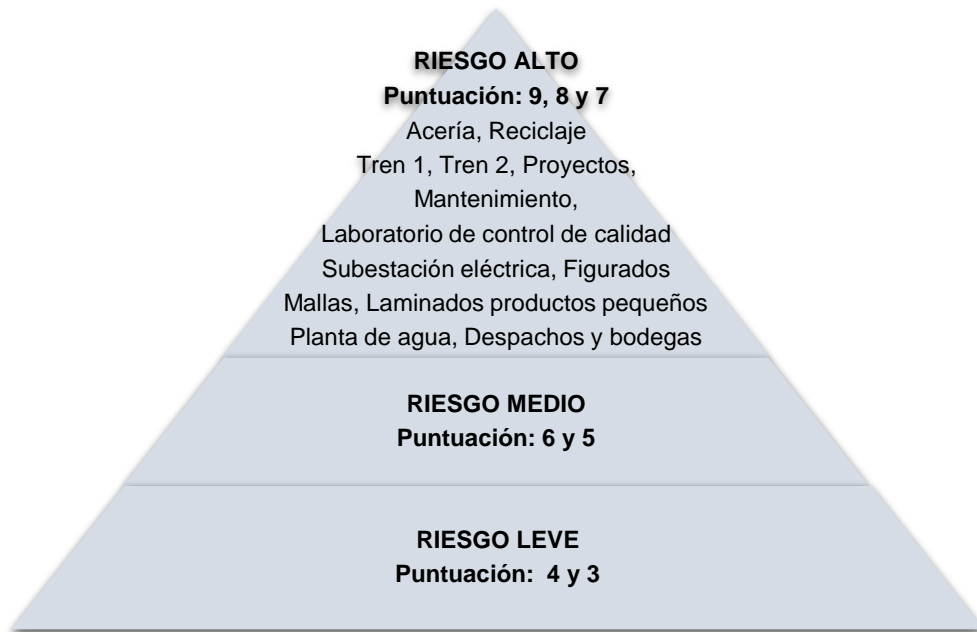 RIESGO ALTO
Puntuación: 9, 8 y 7
Acería, Reciclaje
Tren 1, Tren 2, Proyectos,
Mantenimiento,
Laboratorio de control de calidad
Subestación eléctrica, Figurados
Mallas, Laminados productos pequeños
Planta de agua, Despachos y bodegas
RIESGO MEDIO
Puntuación: 6 y 5
RIESGO LEVE
Puntuación:  4 y 3